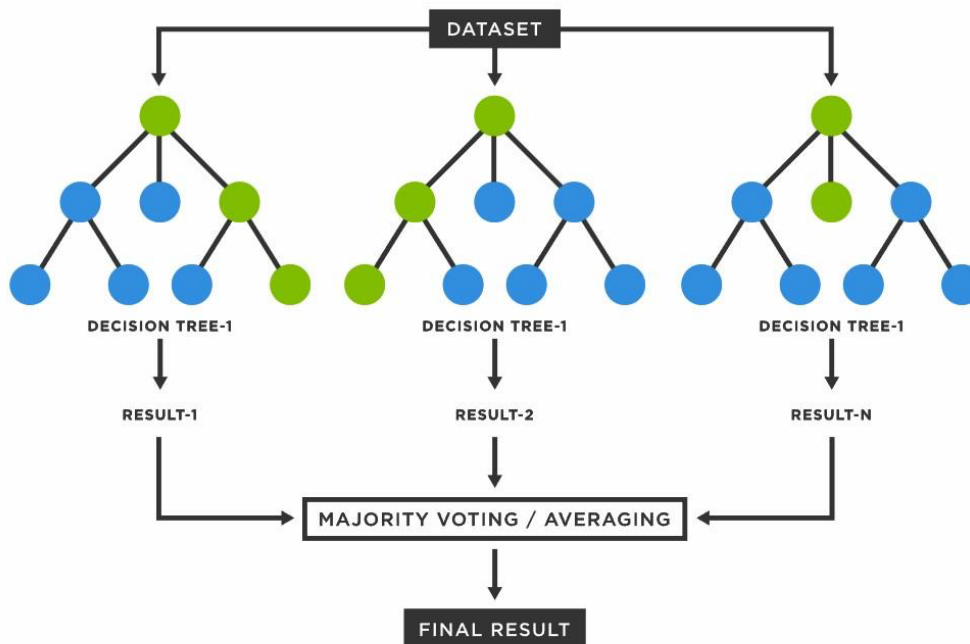 DATASET
DECISION TREE-1
DECISION TREE-1
DECISION TREE-1
RESULT-1
RESULT-2
RESULT-N
MAJORITY VOTING / AVERAGING
FINAL RESULT